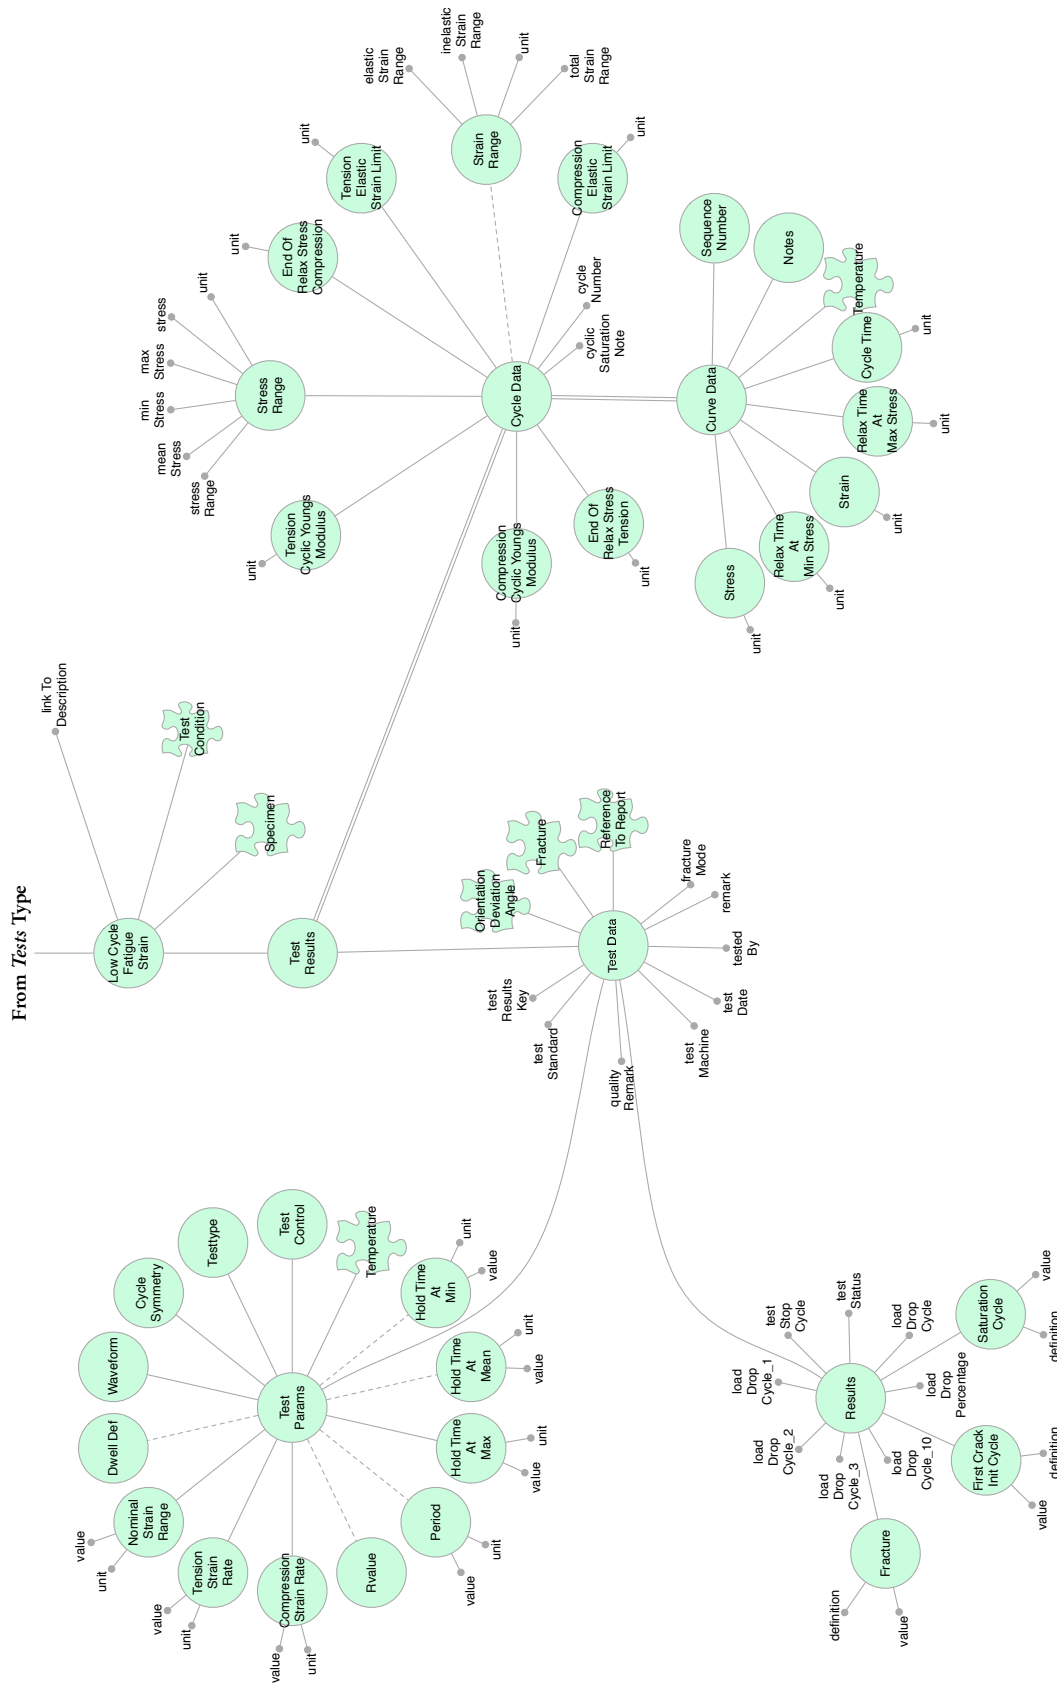 From Tests Type
Low Cycle
Fatigue
Strain
link To
Description
Test
Condition
Specimen
Test
Results
Test Data
Orientation
Deviation
Angle
Fracture
Reference
To Report
fracture
Mode
remark
tested
By
test
Date
test
Machine
quality
Remark
test
Standard
test
Results
Key
Test
Params
Nominal
Strain
Range
value
unit
Dwell Def
Waveform
Cycle
Symmetry
Testtype
Test
Control
Temperature
Hold Time
At
Min
unit
value
Hold Time
At
Mean
unit
value
Hold Time
At
Max
unit
value
Period
unit
value
Rvalue
Compression
Strain Rate
value
unit
Tension
Strain
Rate
value
unit
Results
load
Drop
Cycle_1
test
Stop
Cycle
test
Status
load
Drop
Cycle
Saturation
Cycle
value
definition
load
Drop
Percentage
First Crack
Init Cycle
definition
value
load
Drop
Cycle_10
Fracture
definition
value
load
Drop
Cycle_3
load
Drop
Cycle_2
Cycle Data
Tension
Cyclic Youngs
Modulus
unit
Stress
Range
stress
Range
mean
Stress
min
Stress
max
Stress
stress
unit
End Of
Relax Stress
Compression
unit
Tension
Elastic
Strain Limit
unit
Strain
Range
elastic
Strain
Range
inelastic
Strain
Range
unit
total
Strain
Range
Compression
Elastic
Strain Limit
unit
cycle
Number
cyclic
Saturation
Note
End Of
Relax Stress
Tension
unit
Compression
Cyclic Youngs
Modulus
unit
Curve Data
Sequence
Number
Notes
Temperature
Cycle Time
unit
Relax Time
At
Max Stress
unit
Strain
unit
Relax Time
At
Min Stress
unit
Stress
unit